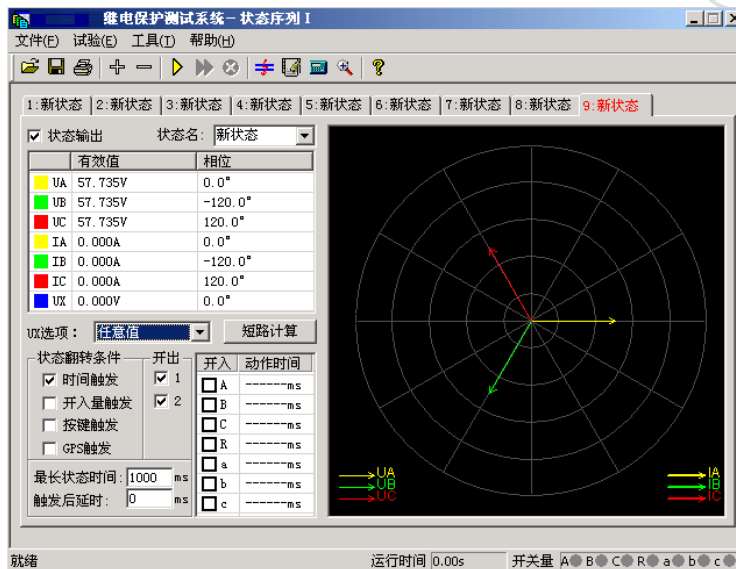 继电保护测试系统－状态序列 I
文件(F) 试验(E) 工具(T) 帮助(H)
1:新状态 2:新状态 3:新状态 4:新状态 5:新状态 6:新状态 7:新状态 8:新状态 9:新状态
状态输出 状态名: 新状态
有效值 相位
UA 57.735V 0.0°
UB 57.735V -120.0°
UC 57.735V 120.0°
IA 0.000A 0.0°
IB 0.000A -120.0°
IC 0.000A 120.0°
UX 0.000V 0.0°
UX选项: 任意值 短路计算
状态翻转条件 开出 开入 动作时间
时间触发 1 A ------ms
开入量触发 2 B ------ms
按键触发 C ------ms
GPS触发 R ------ms
a ------ms
最长状态时间: 1000 ms b ------ms
触发后延时: 0 ms c ------ms
UA IA
UB IB
UC IC
就绪 运行时间 0.00s 开关量 A B C R a b c